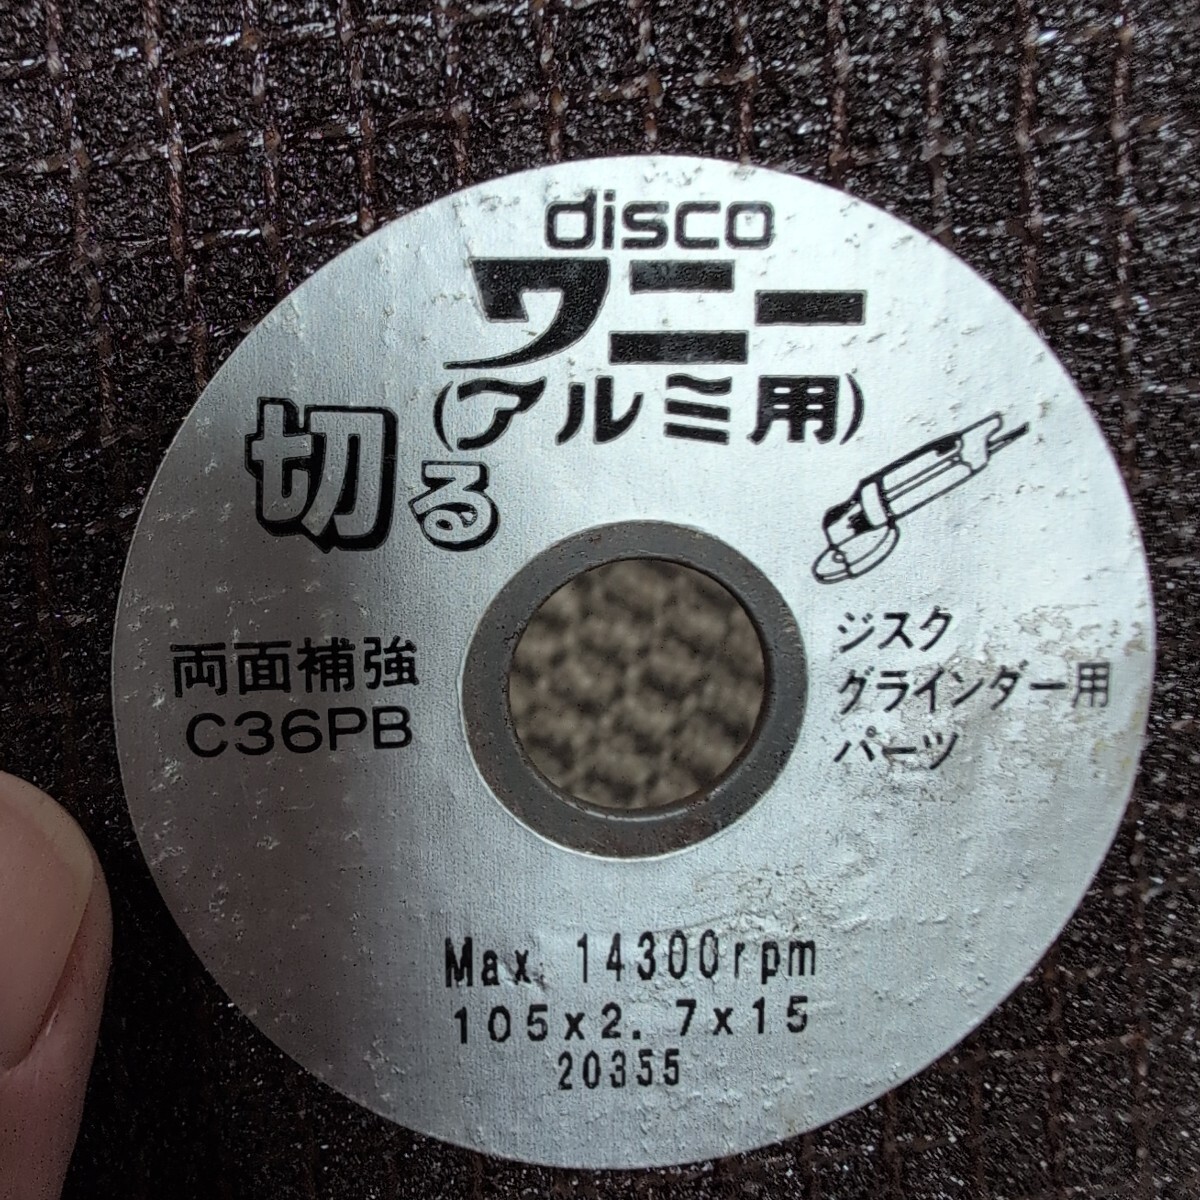 disco
ワニー
(アルミ用)
切る
両面補強
C36PB
ジスク
グラインダー用
パーツ
Max. 14300rpm
105x2.7x15
20355